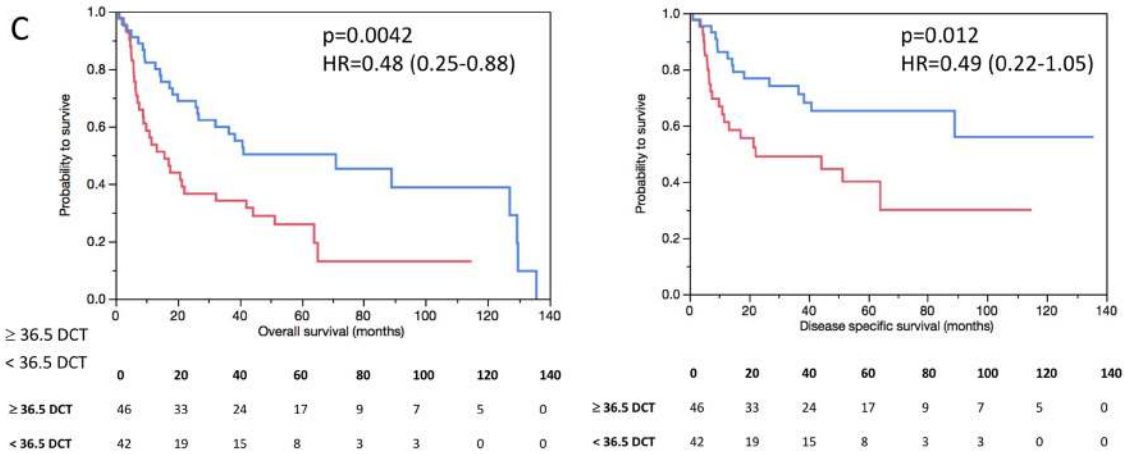 C
p=0.0042
HR=0.48 (0.25-0.88)
Probability to survive
1.0
0.8
0.6
0.4
0.2
0.0
0 20 40 60 80 100 120 140
Overall survival (months)
≥ 36.5 DCT
< 36.5 DCT
0 20 40 60 80 100 120 140
≥ 36.5 DCT 46 33 24 17 9 7 5 0
< 36.5 DCT 42 19 15 8 3 3 0 0
p=0.012
HR=0.49 (0.22-1.05)
Probability to survive
1.0
0.8
0.6
0.4
0.2
0.0
0 20 40 60 80 100 120 140
Disease specific survival (months)
0 20 40 60 80 100 120 140
≥ 36.5 DCT 46 33 24 17 9 7 5 0
< 36.5 DCT 42 19 15 8 3 3 0 0